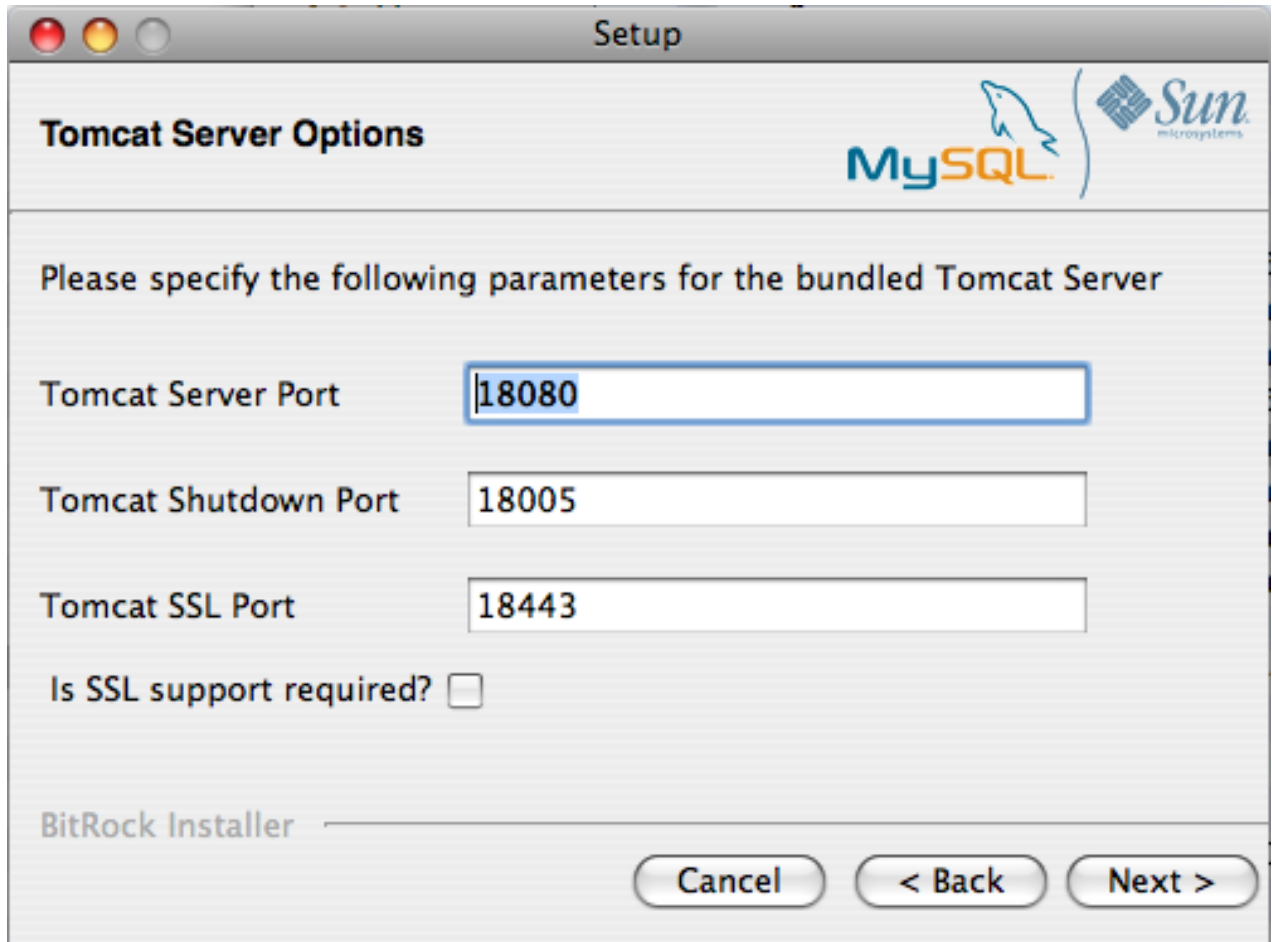 Setup
Tomcat Server Options
MySQL
Sun
microsystems
Please specify the following parameters for the bundled Tomcat Server
Tomcat Server Port
18080
Tomcat Shutdown Port
18005
Tomcat SSL Port
18443
Is SSL support required?
BitRock Installer
Cancel
< Back
Next >